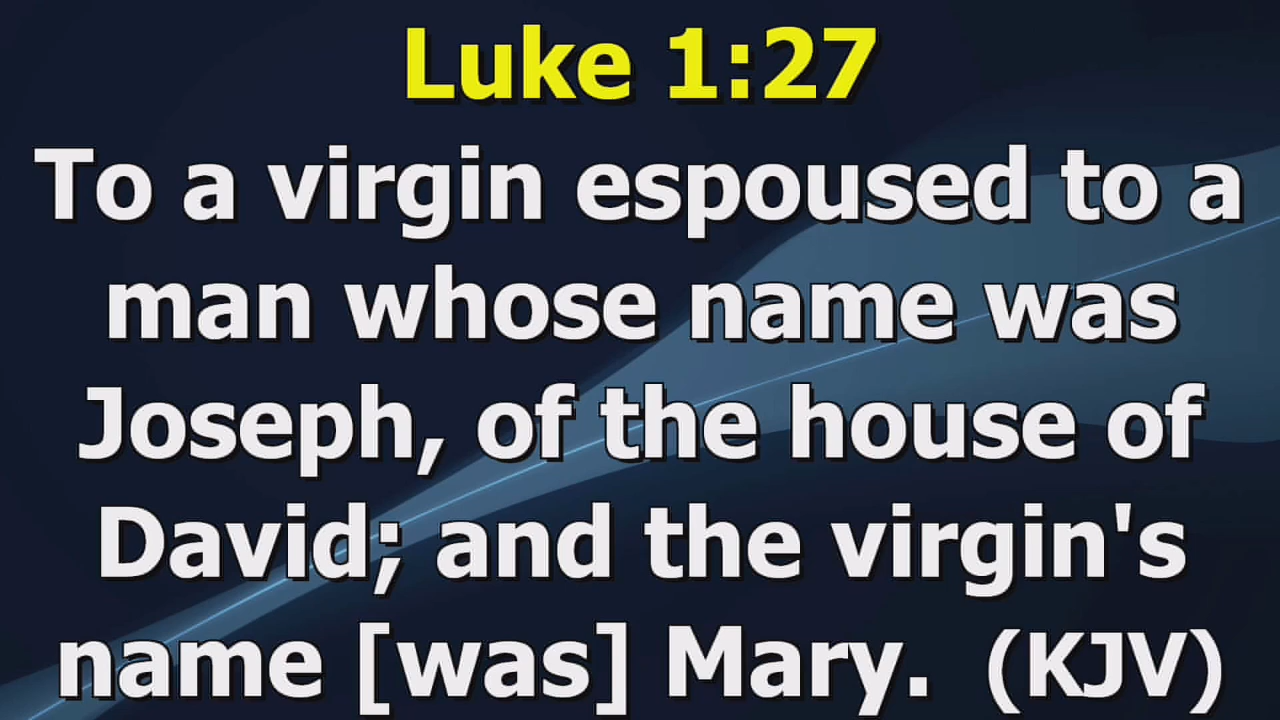 Luke 1:27
To a virgin espoused to a
man whose name was
Joseph, of the house of
David; and the virgin's
name [was] Mary.  (KJV)